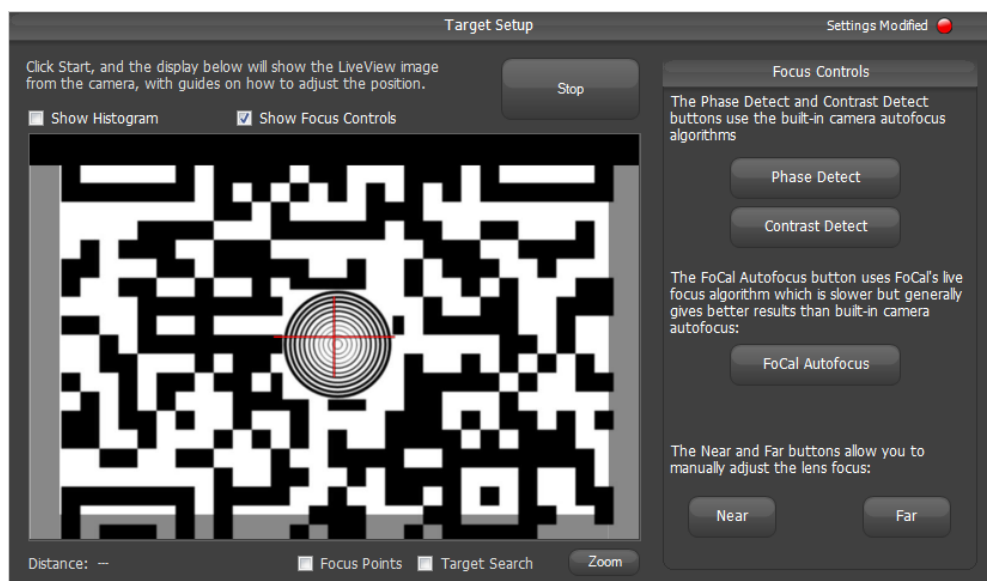 Target Setup
Settings Modified
Click Start, and the display below will show the LiveView image
from the camera, with guides on how to adjust the position.
Stop
Show Histogram
Show Focus Controls
Distance: ---
Focus Points
Target Search
Zoom
Focus Controls
The Phase Detect and Contrast Detect
buttons use the built-in camera autofocus
algorithms
Phase Detect
Contrast Detect
The FoCal Autofocus button uses FoCal's live
focus algorithm which is slower but generally
gives better results than built-in camera
autofocus:
FoCal Autofocus
The Near and Far buttons allow you to
manually adjust the lens focus:
Near
Far